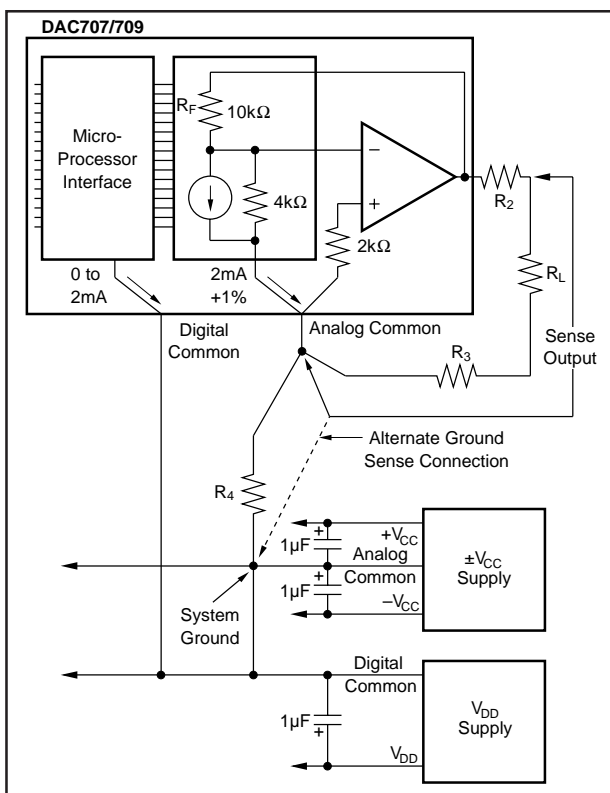 DAC707/709
Micro-
Processor
Interface
RF
10kΩ
4kΩ
−
+
2kΩ
R2
RL
Sense
Output
0 to
2mA
2mA
+1%
Digital
Common
Analog Common
R3
Alternate Ground
Sense Connection
R4
+VCC
1µF
+
Analog
Common
1µF
+
−VCC
±VCC
Supply
System
Ground
Digital
Common
1µF
+
VDD
VDD
Supply